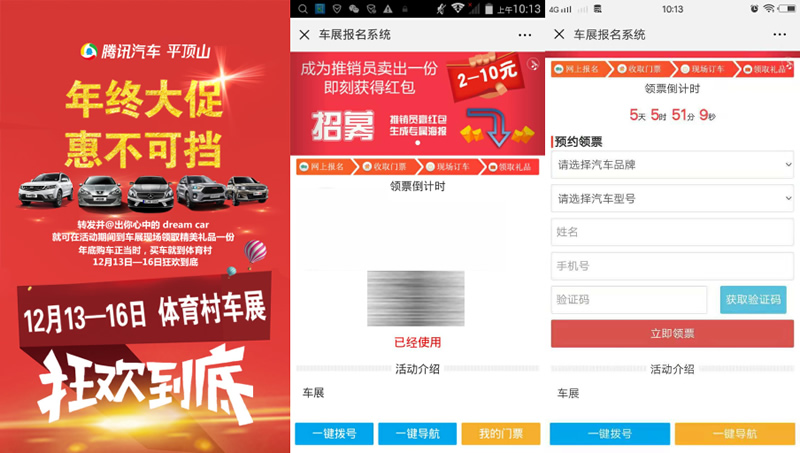 腾讯汽车 平顶山
年终大促
惠不可挡
转发并@出你心中的 dream car
就可在活动期间到车展现场领取精美礼品一份
年底购车正当时，买车就到体育村
12月13日—16日狂欢到底
12月13—16日 体育村车展
狂欢到底
上午10:13
车展报名系统
成为推销员卖出一份
即刻获得红包
2-10元
招募
推销员赚红包
生成专属海报
网上报名 收取门票 现场订车 领取礼品
领票倒计时
已经使用
活动介绍
车展
一键拨号 一键导航 我的门票
4G 10:13
车展报名系统
网上报名 收取门票 现场订车 领取礼品
领票倒计时
5天 5时 51分 9秒
预约领票
请选择汽车品牌
请选择汽车型号
姓名
手机号
验证码 获取验证码
立即领票
活动介绍
车展
一键拨号 一键导航